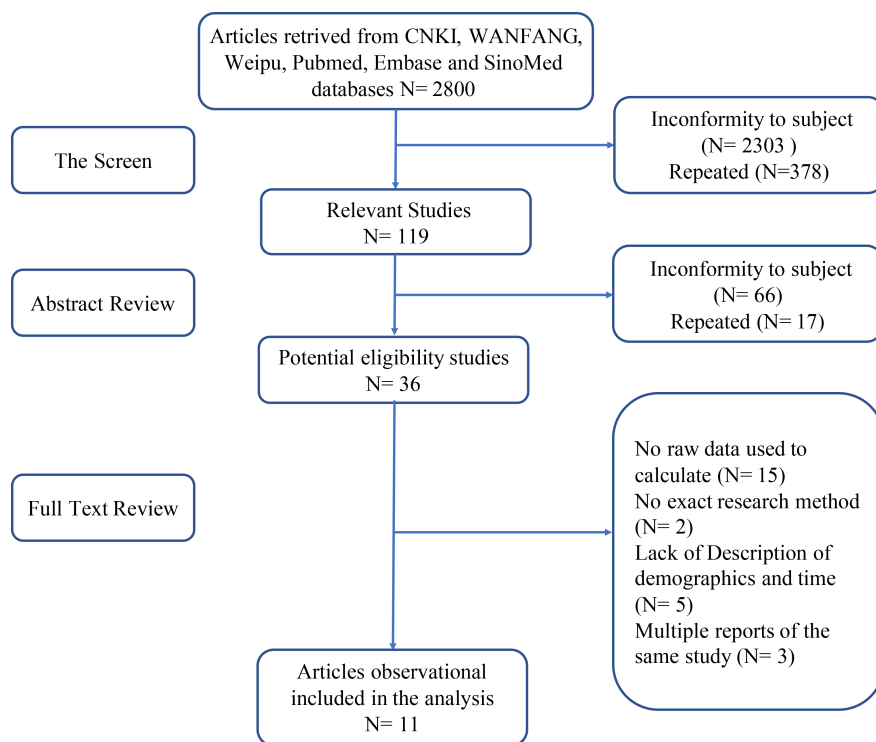 Articles retrived from CNKI, WANFANG,
Weipu, Pubmed, Embase and SinoMed
databases N= 2800
The Screen
Inconformity to subject
(N= 2303 )
Repeated (N=378)
Relevant Studies
N= 119
Abstract Review
Inconformity to subject
(N= 66)
Repeated (N= 17)
Potential eligibility studies
N= 36
Full Text Review
No raw data used to
calculate (N= 15)
No exact research method
(N= 2)
Lack of Description of
demographics and time
(N= 5)
Multiple reports of the
same study (N= 3)
Articles observational
included in the analysis
N= 11